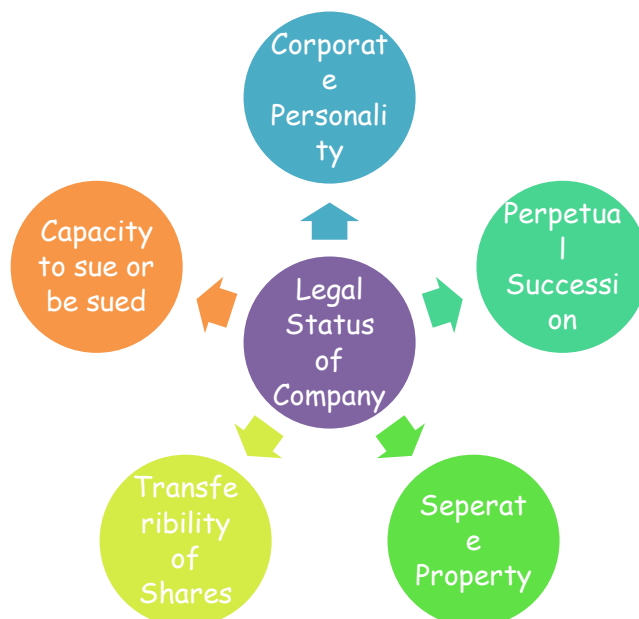 Corporat
e
Personali
ty
Perpetua
l
Successi
on
Seperat
e
Property
Transfe
ribility
of
Shares
Capacity
to sue or
be sued
Legal
Status
of
Company